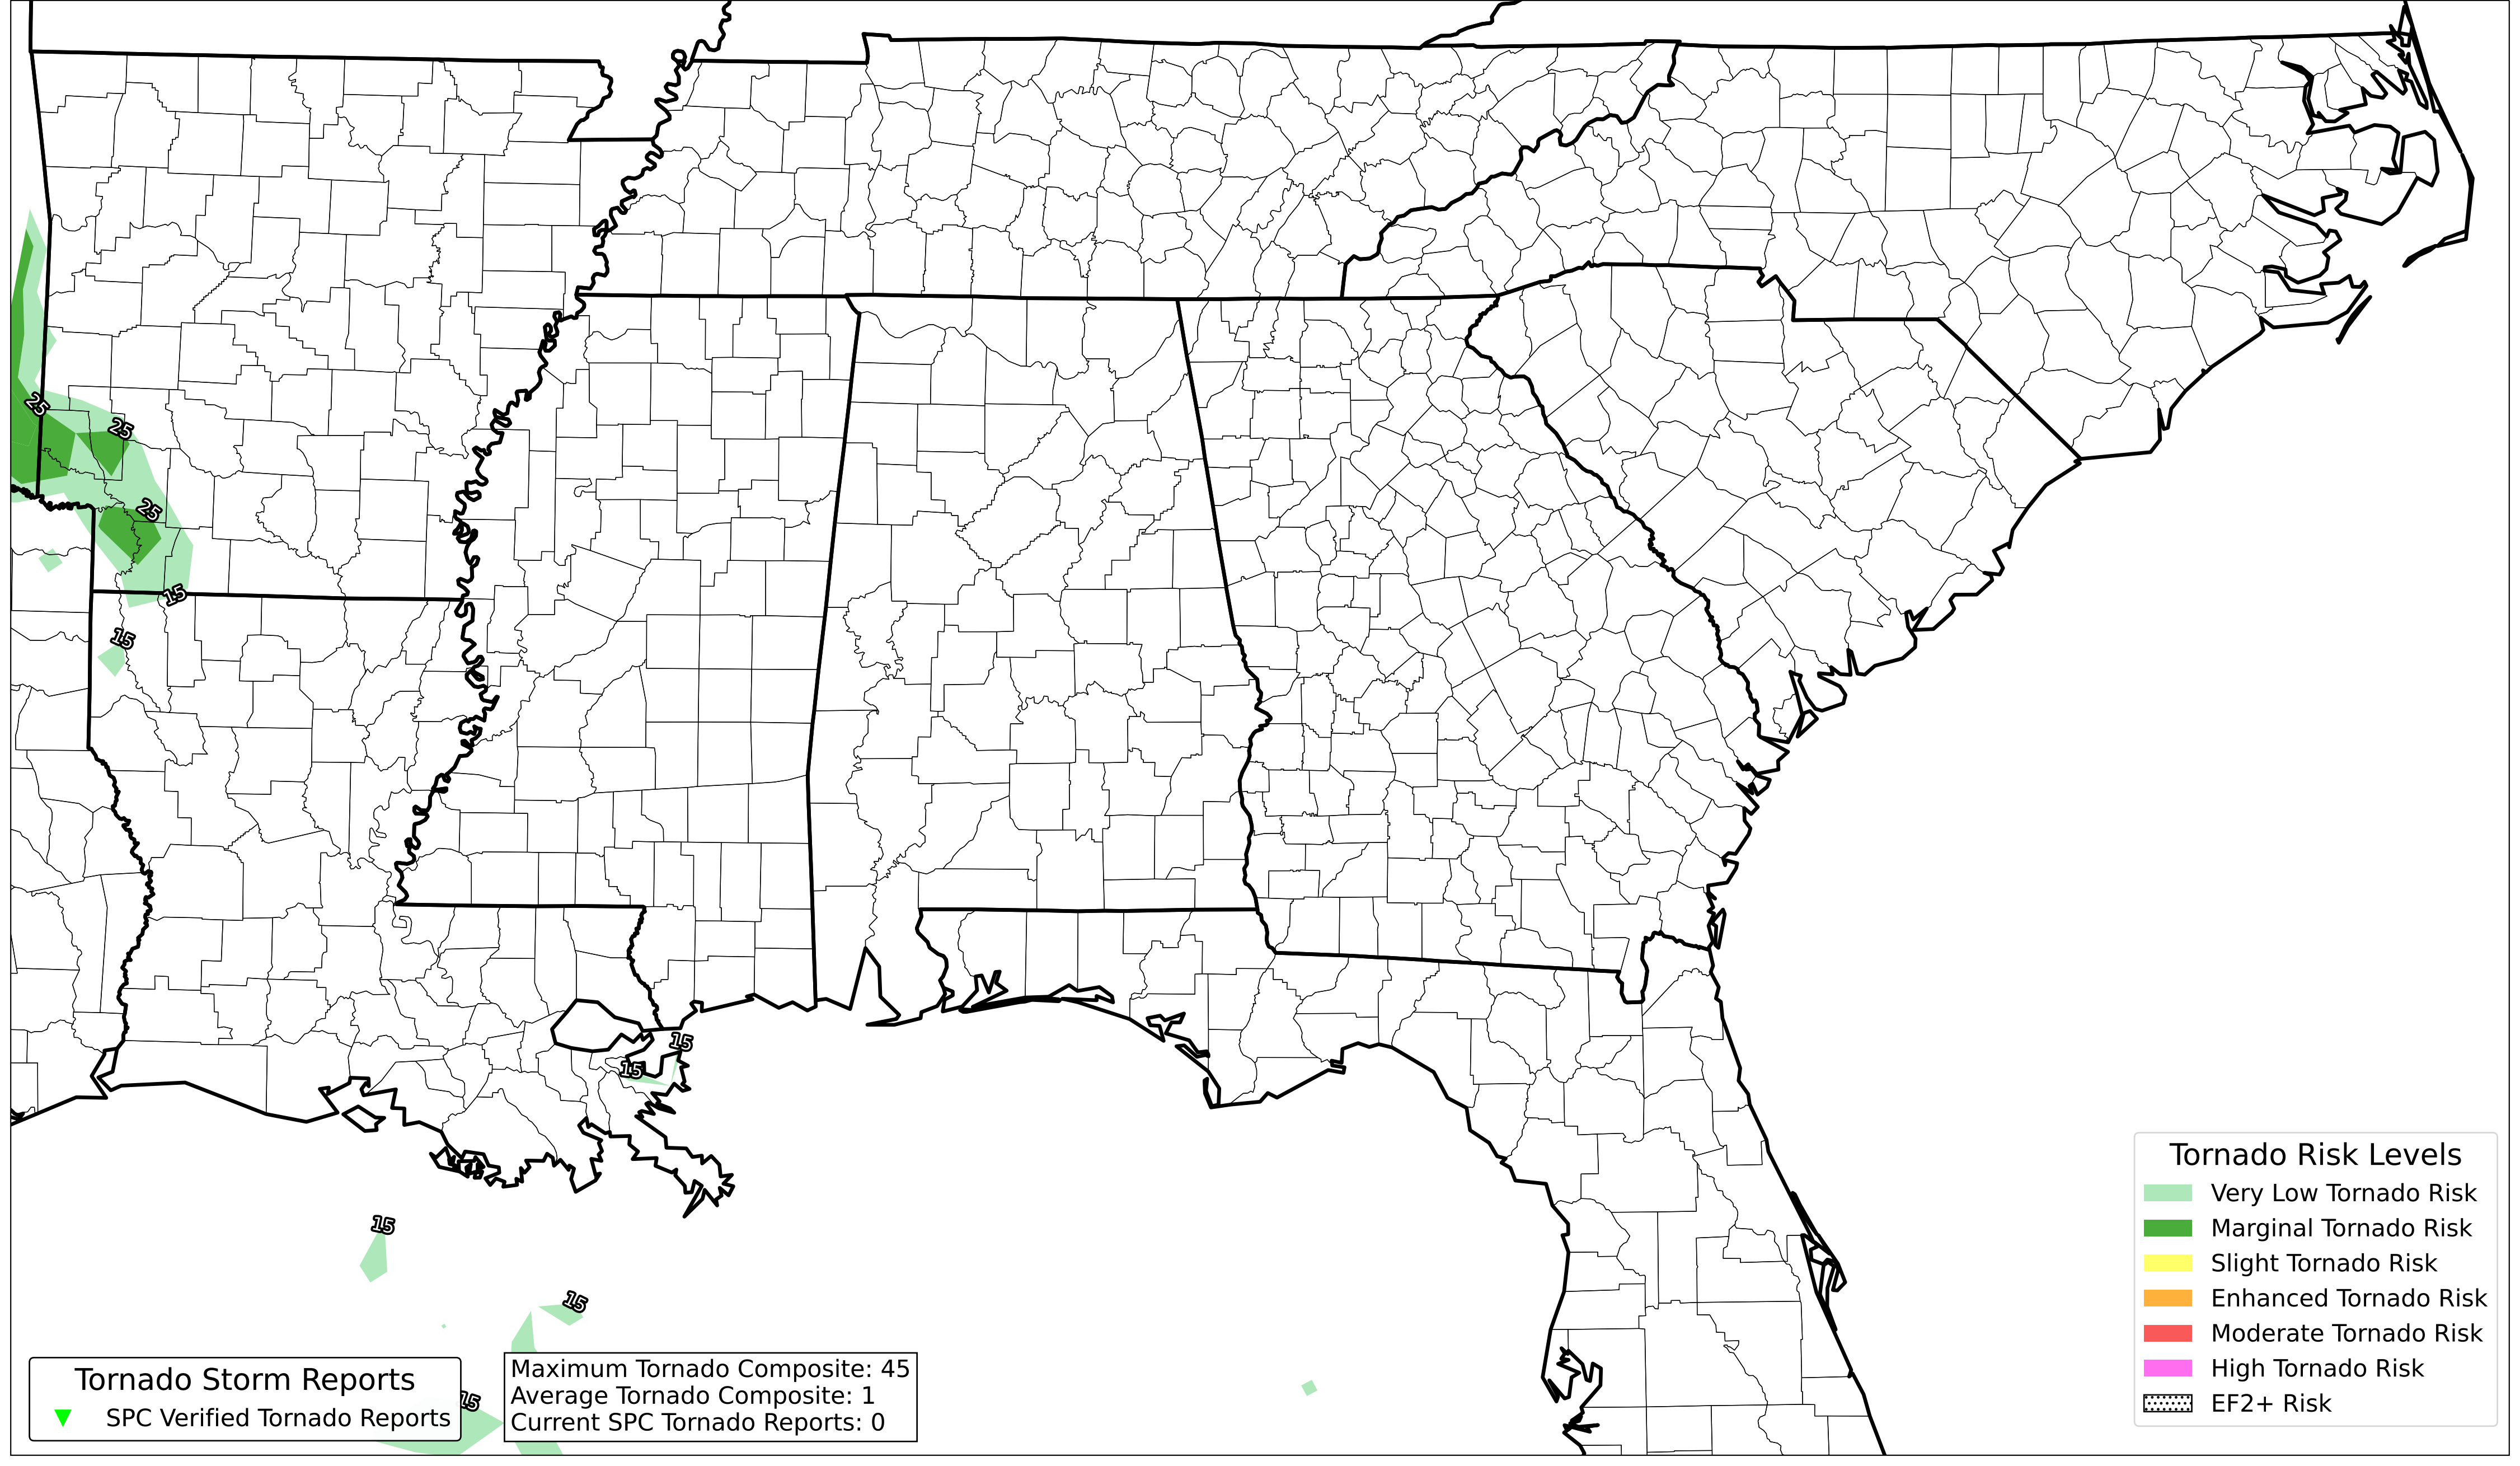 25
25
25
15
15
15
15
15
15
15
Tornado Risk Levels
Very Low Tornado Risk
Marginal Tornado Risk
Slight Tornado Risk
Enhanced Tornado Risk
Moderate Tornado Risk
High Tornado Risk
EF2+ Risk
Tornado Storm Reports
SPC Verified Tornado Reports
Maximum Tornado Composite: 45
Average Tornado Composite: 1
Current SPC Tornado Reports: 0